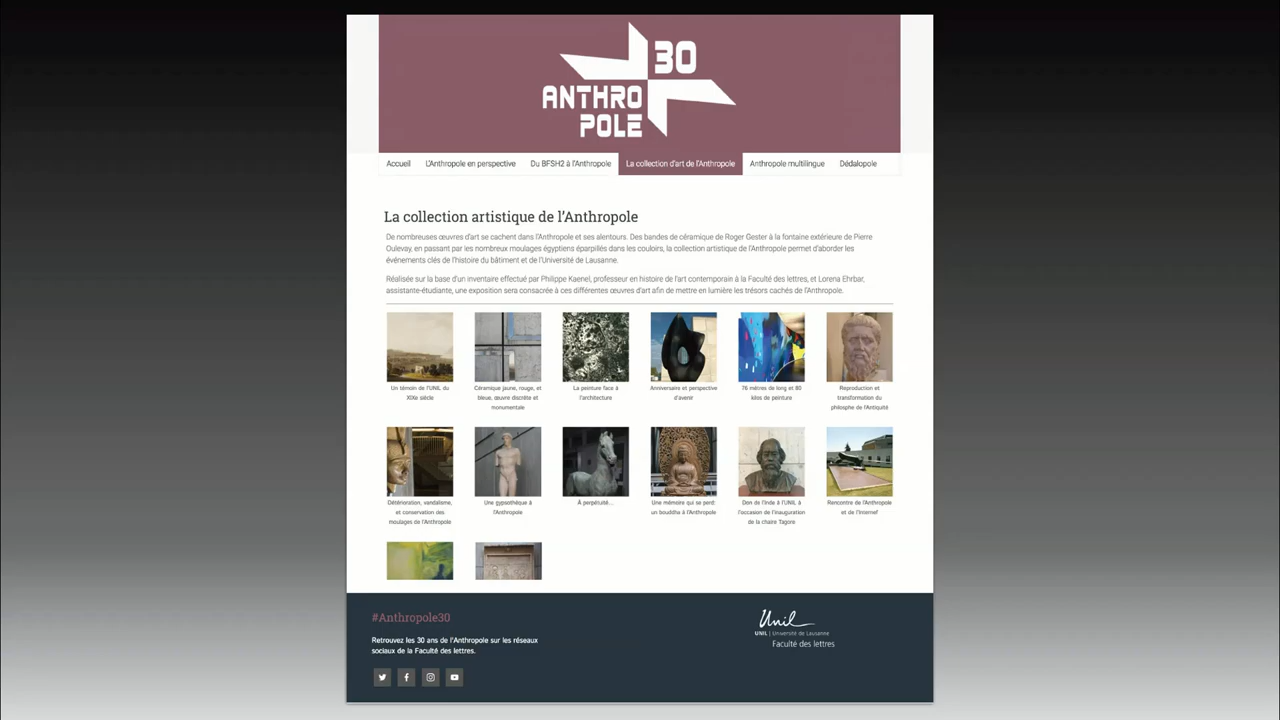 30
ANTHRO
POLE
Accueil
L'Anthropole en perspective
Du BFSH2 à l'Anthropole
La collection d'art de l'Anthropole
Anthropole multilingue
Dédalopole
La collection artistique de l'Anthropole
De nombreuses œuvres d'art se cachent dans l'Anthropole et ses alentours. Des bandes de céramique de Roger Gester à la fontaine extérieure de Pierre
Oulevay, en passant par les nombreux moulages égyptiens éparpillés dans les couloirs, la collection artistique de l'Anthropole permet d'aborder les
événements clés de l'histoire du bâtiment et de l'Université de Lausanne.
Réalisée sur la base d'un inventaire effectué par Philippe Kaenel, professeur en histoire de l'art contemporain à la Faculté des lettres, et Lorena Ehrbar,
assistante-étudiante, une exposition sera consacrée à ces différentes œuvres d'art afin de mettre en lumière les trésors cachés de l'Anthropole.
Un témoin de l'UNIL du
XIXe siècle
Céramique jaune, rouge, et
bleue, œuvre discrète et
monumentale
La peinture face à
l'architecture
Anniversaire et perspective
d'avenir
76 mètres de long et 80
kilos de peinture
Reproduction et
transformation du
philosophe de l'Antiquité
Détérioration, vandalisme,
et conservation des
moulages de l'Anthropole
Une gypsothèque à
l'Anthropole
À perpétuité...
Une mémoire qui se perd:
un bouddha à l'Anthropole
Don de l'Inde à l'UNIL à
l'occasion de l'inauguration
de la chaire Tagore
Rencontre de l'Anthropole
et de l'Internef
#Anthropole30
Retrouvez les 30 ans de l'Anthropole sur les réseaux
sociaux de la Faculté des lettres.
Unil
UNIL | Université de Lausanne
Faculté des lettres